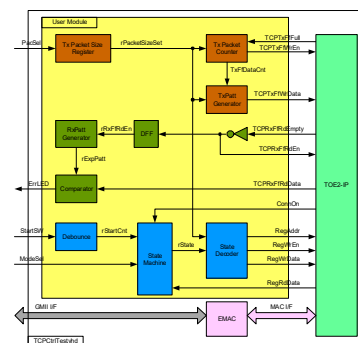 User Module
PacSel
Tx Packet Size
Register
rPacketSizeSet
Tx Packet
Counter
TCPTxFfFull
TCPTxFfWrEn
TxFfDataCnt
TxPatt
Generator
TCPTxFfWrData
RxPatt
Generator
rRxFfRdEn
DFF
TCPRxFfRdEmpty
TCPRxFfRdEn
TOE2-IP
rExpPatt
ErrLED
Comparator
TCPRxFfRdData
ConnOn
StartSW
Debounce
rStartCnt
State
Machine
rState
State
Decoder
RegAddr
RegWrEn
RegWrData
ModeSel
RegRdData
GMII I/F
EMAC
MAC I/F
TCPCtrlTest.vhd